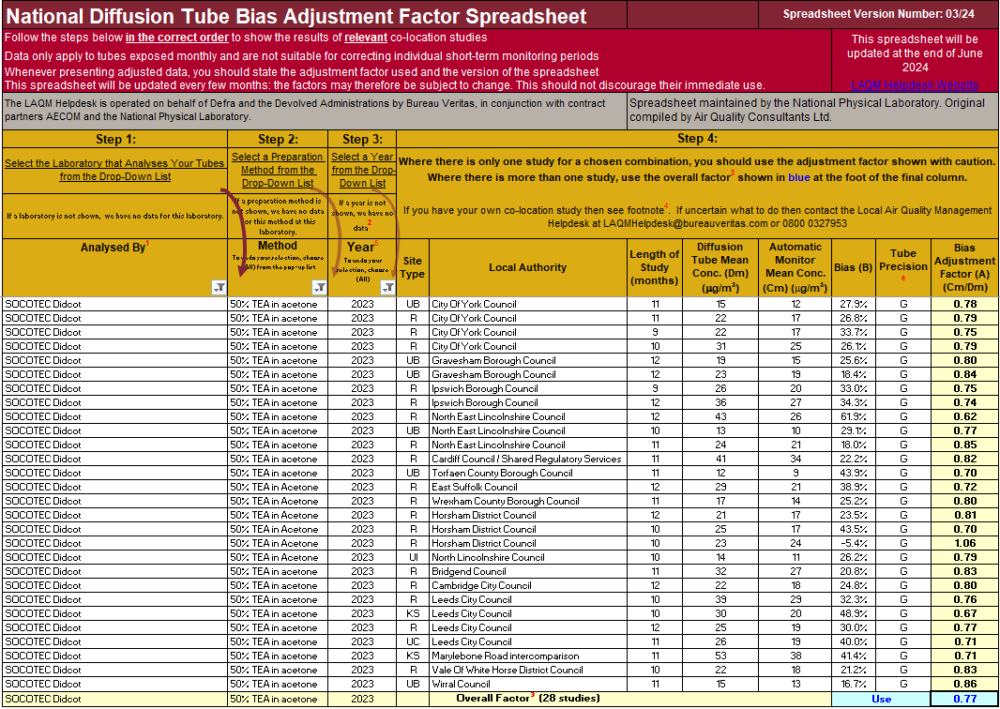 National Diffusion Tube Bias Adjustment Factor Spreadsheet
Spreadsheet Version Number: 03/24
Follow the steps below in the correct order to show the results of relevant co-location studies
Data only apply to tubes exposed monthly and are not suitable for correcting individual short-term monitoring periods
Whenever presenting adjusted data, you should state the adjustment factor used and the version of the spreadsheet
This spreadsheet will be updated every few months: the factors may therefore be subject to change. This should not discourage their immediate use.
This spreadsheet will be
updated at the end of June
2024
LAQM Helpdesk Website
The LAQM Helpdesk is operated on behalf of Defra and the Devolved Administrations by Bureau Veritas, in conjunction with contract
partners AECOM and the National Physical Laboratory.
Spreadsheet maintained by the National Physical Laboratory. Original
compiled by Air Quality Consultants Ltd.
Step 1:
Step 2:
Step 3:
Step 4:
Select the Laboratory that Analyses Your Tubes
from the Drop-Down List
Select a Preparation
Method from the
Drop-Down List
Select a Year
from the Drop-
Down List
Where there is only one study for a chosen combination, you should use the adjustment factor shown with caution.
Where there is more than one study, use the overall factor3 shown in blue at the foot of the final column.
If a laboratory is not shown, we have no data for this laboratory.
If a preparation method is
not shown, we have no data
for this method at this
laboratory.
If a year is not
shown, we have no
data2
If you have your own co-location study then see footnote4. If uncertain what to do then contact the Local Air Quality Management
Helpdesk at LAQMHelpdesk@bureauveritas.com or 0800 0327953
Analysed By1
Method
To undo your selection, choose
(All) from the pop-up list
Year5
To undo your
selection, choose
(All)
Site
Type
Local Authority
Length of
Study
(months)
Diffusion
Tube Mean
Conc. (Dm)
(μg/m3)
Automatic
Monitor
Mean Conc.
(Cm) (μg/m3)
Bias (B)
Tube
Precision
6
Bias
Adjustment
Factor (A)
(Cm/Dm)
SOCOTEC Didcot 50% TEA in acetone 2023 UB City Of York Council 11 15 12 27.9% G 0.78
SOCOTEC Didcot 50% TEA in acetone 2023 R City Of York Council 11 22 17 26.8% G 0.79
SOCOTEC Didcot 50% TEA in acetone 2023 R City Of York Council 9 22 17 33.7% G 0.75
SOCOTEC Didcot 50% TEA in acetone 2023 R City Of York Council 10 31 25 26.1% G 0.79
SOCOTEC Didcot 50% TEA in acetone 2023 UB Gravesham Borough Council 12 19 15 25.6% G 0.80
SOCOTEC Didcot 50% TEA in acetone 2023 UB Gravesham Borough Council 12 23 19 18.4% G 0.84
SOCOTEC Didcot 50% TEA in acetone 2023 R Ipswich Borough Council 9 26 20 33.0% G 0.75
SOCOTEC Didcot 50% TEA in acetone 2023 R Ipswich Borough Council 12 36 27 34.3% G 0.74
SOCOTEC Didcot 50% TEA in acetone 2023 R North East Lincolnshire Council 12 43 26 61.9% G 0.62
SOCOTEC Didcot 50% TEA in acetone 2023 UB North East Lincolnshire Council 10 13 10 29.1% G 0.77
SOCOTEC Didcot 50% TEA in acetone 2023 R North East Lincolnshire Council 11 24 21 18.0% G 0.85
SOCOTEC Didcot 50% TEA in acetone 2023 R Cardiff Council / Shared Regulatory Services 11 41 34 22.2% G 0.82
SOCOTEC Didcot 50% TEA in acetone 2023 UB Torfaen County Borough Council 11 12 9 43.9% G 0.70
SOCOTEC Didcot 50% TEA in Acetone 2023 R East Suffolk Council 12 29 21 38.9% G 0.72
SOCOTEC Didcot 50% TEA in Acetone 2023 R Wrexham County Borough Council 11 17 14 25.2% G 0.80
SOCOTEC Didcot 50% TEA in Acetone 2023 R Horsham District Council 12 21 17 23.5% G 0.81
SOCOTEC Didcot 50% TEA in Acetone 2023 R Horsham District Council 10 25 17 43.5% G 0.70
SOCOTEC Didcot 50% TEA in Acetone 2023 R Horsham District Council 10 23 24 -5.4% G 1.06
SOCOTEC Didcot 50% TEA in acetone 2023 UI North Lincolnshire Council 10 14 11 26.2% G 0.79
SOCOTEC Didcot 50% TEA in acetone 2023 R Bridgend Council 11 32 27 20.8% G 0.83
SOCOTEC Didcot 50% TEA in acetone 2023 R Cambridge City Council 12 22 18 24.8% G 0.80
SOCOTEC Didcot 50% TEA in acetone 2023 R Leeds City Council 10 39 29 32.3% G 0.76
SOCOTEC Didcot 50% TEA in acetone 2023 KS Leeds City Council 10 30 20 48.9% G 0.67
SOCOTEC Didcot 50% TEA in acetone 2023 R Leeds City Council 12 25 19 30.0% G 0.77
SOCOTEC Didcot 50% TEA in acetone 2023 UC Leeds City Council 11 26 19 40.0% G 0.71
SOCOTEC Didcot 50% TEA in acetone 2023 KS Marylebone Road intercomparison 11 53 38 41.4% G 0.71
SOCOTEC Didcot 50% TEA in acetone 2023 R Vale Of White Horse District Council 10 22 18 21.2% G 0.83
SOCOTEC Didcot 50% TEA in acetone 2023 UB Wirral Council 11 15 13 16.7% G 0.86
SOCOTEC Didcot 50% TEA in acetone 2023 Overall Factor3 (28 studies) Use 0.77